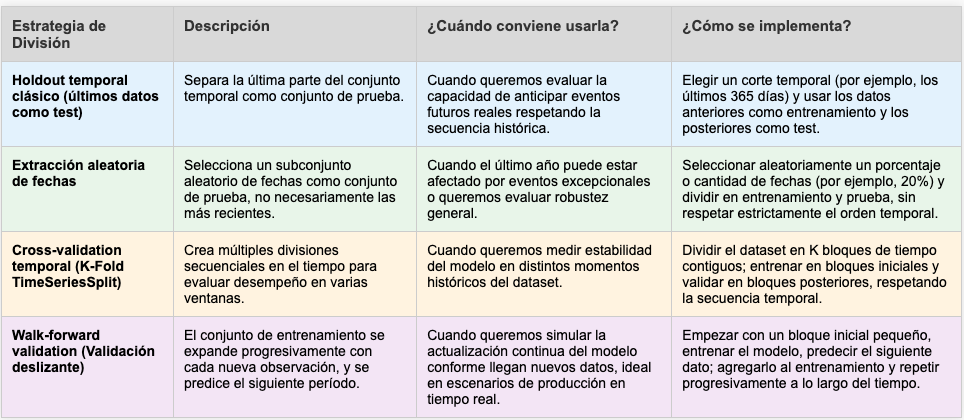 Estrategia de
División
Descripción
¿Cuándo conviene usarla?
¿Cómo se implementa?
Holdout temporal
clásico (últimos datos
como test)
Separa la última parte del conjunto
temporal como conjunto de prueba.
Cuando queremos evaluar la
capacidad de anticipar eventos
futuros reales respetando la
secuencia histórica.
Elegir un corte temporal (por ejemplo, los
últimos 365 días) y usar los datos
anteriores como entrenamiento y los
posteriores como test.
Extracción aleatoria
de fechas
Selecciona un subconjunto
aleatorio de fechas como conjunto
de prueba, no necesariamente las
más recientes.
Cuando el último año puede estar
afectado por eventos excepcionales
o queremos evaluar robustez
general.
Seleccionar aleatoriamente un porcentaje
o cantidad de fechas (por ejemplo, 20%) y
dividir en entrenamiento y prueba, sin
respetar estrictamente el orden temporal.
Cross-validation
temporal (K-Fold
TimeSeriesSplit)
Crea múltiples divisiones
secuenciales en el tiempo para
evaluar desempeño en varias
ventanas.
Cuando queremos medir estabilidad
del modelo en distintos momentos
históricos del dataset.
Dividir el dataset en K bloques de tiempo
contiguos; entrenar en bloques iniciales y
validar en bloques posteriores, respetando
la secuencia temporal.
Walk-forward
validation (Validación
deslizante)
El conjunto de entrenamiento se
expande progresivamente con
cada nueva observación, y se
predice el siguiente período.
Cuando queremos simular la
actualización continua del modelo
conforme llegan nuevos datos, ideal
en escenarios de producción en
tiempo real.
Empezar con un bloque inicial pequeño,
entrenar el modelo, predecir el siguiente
dato; agregarlo al entrenamiento y repetir
progresivamente a lo largo del tiempo.